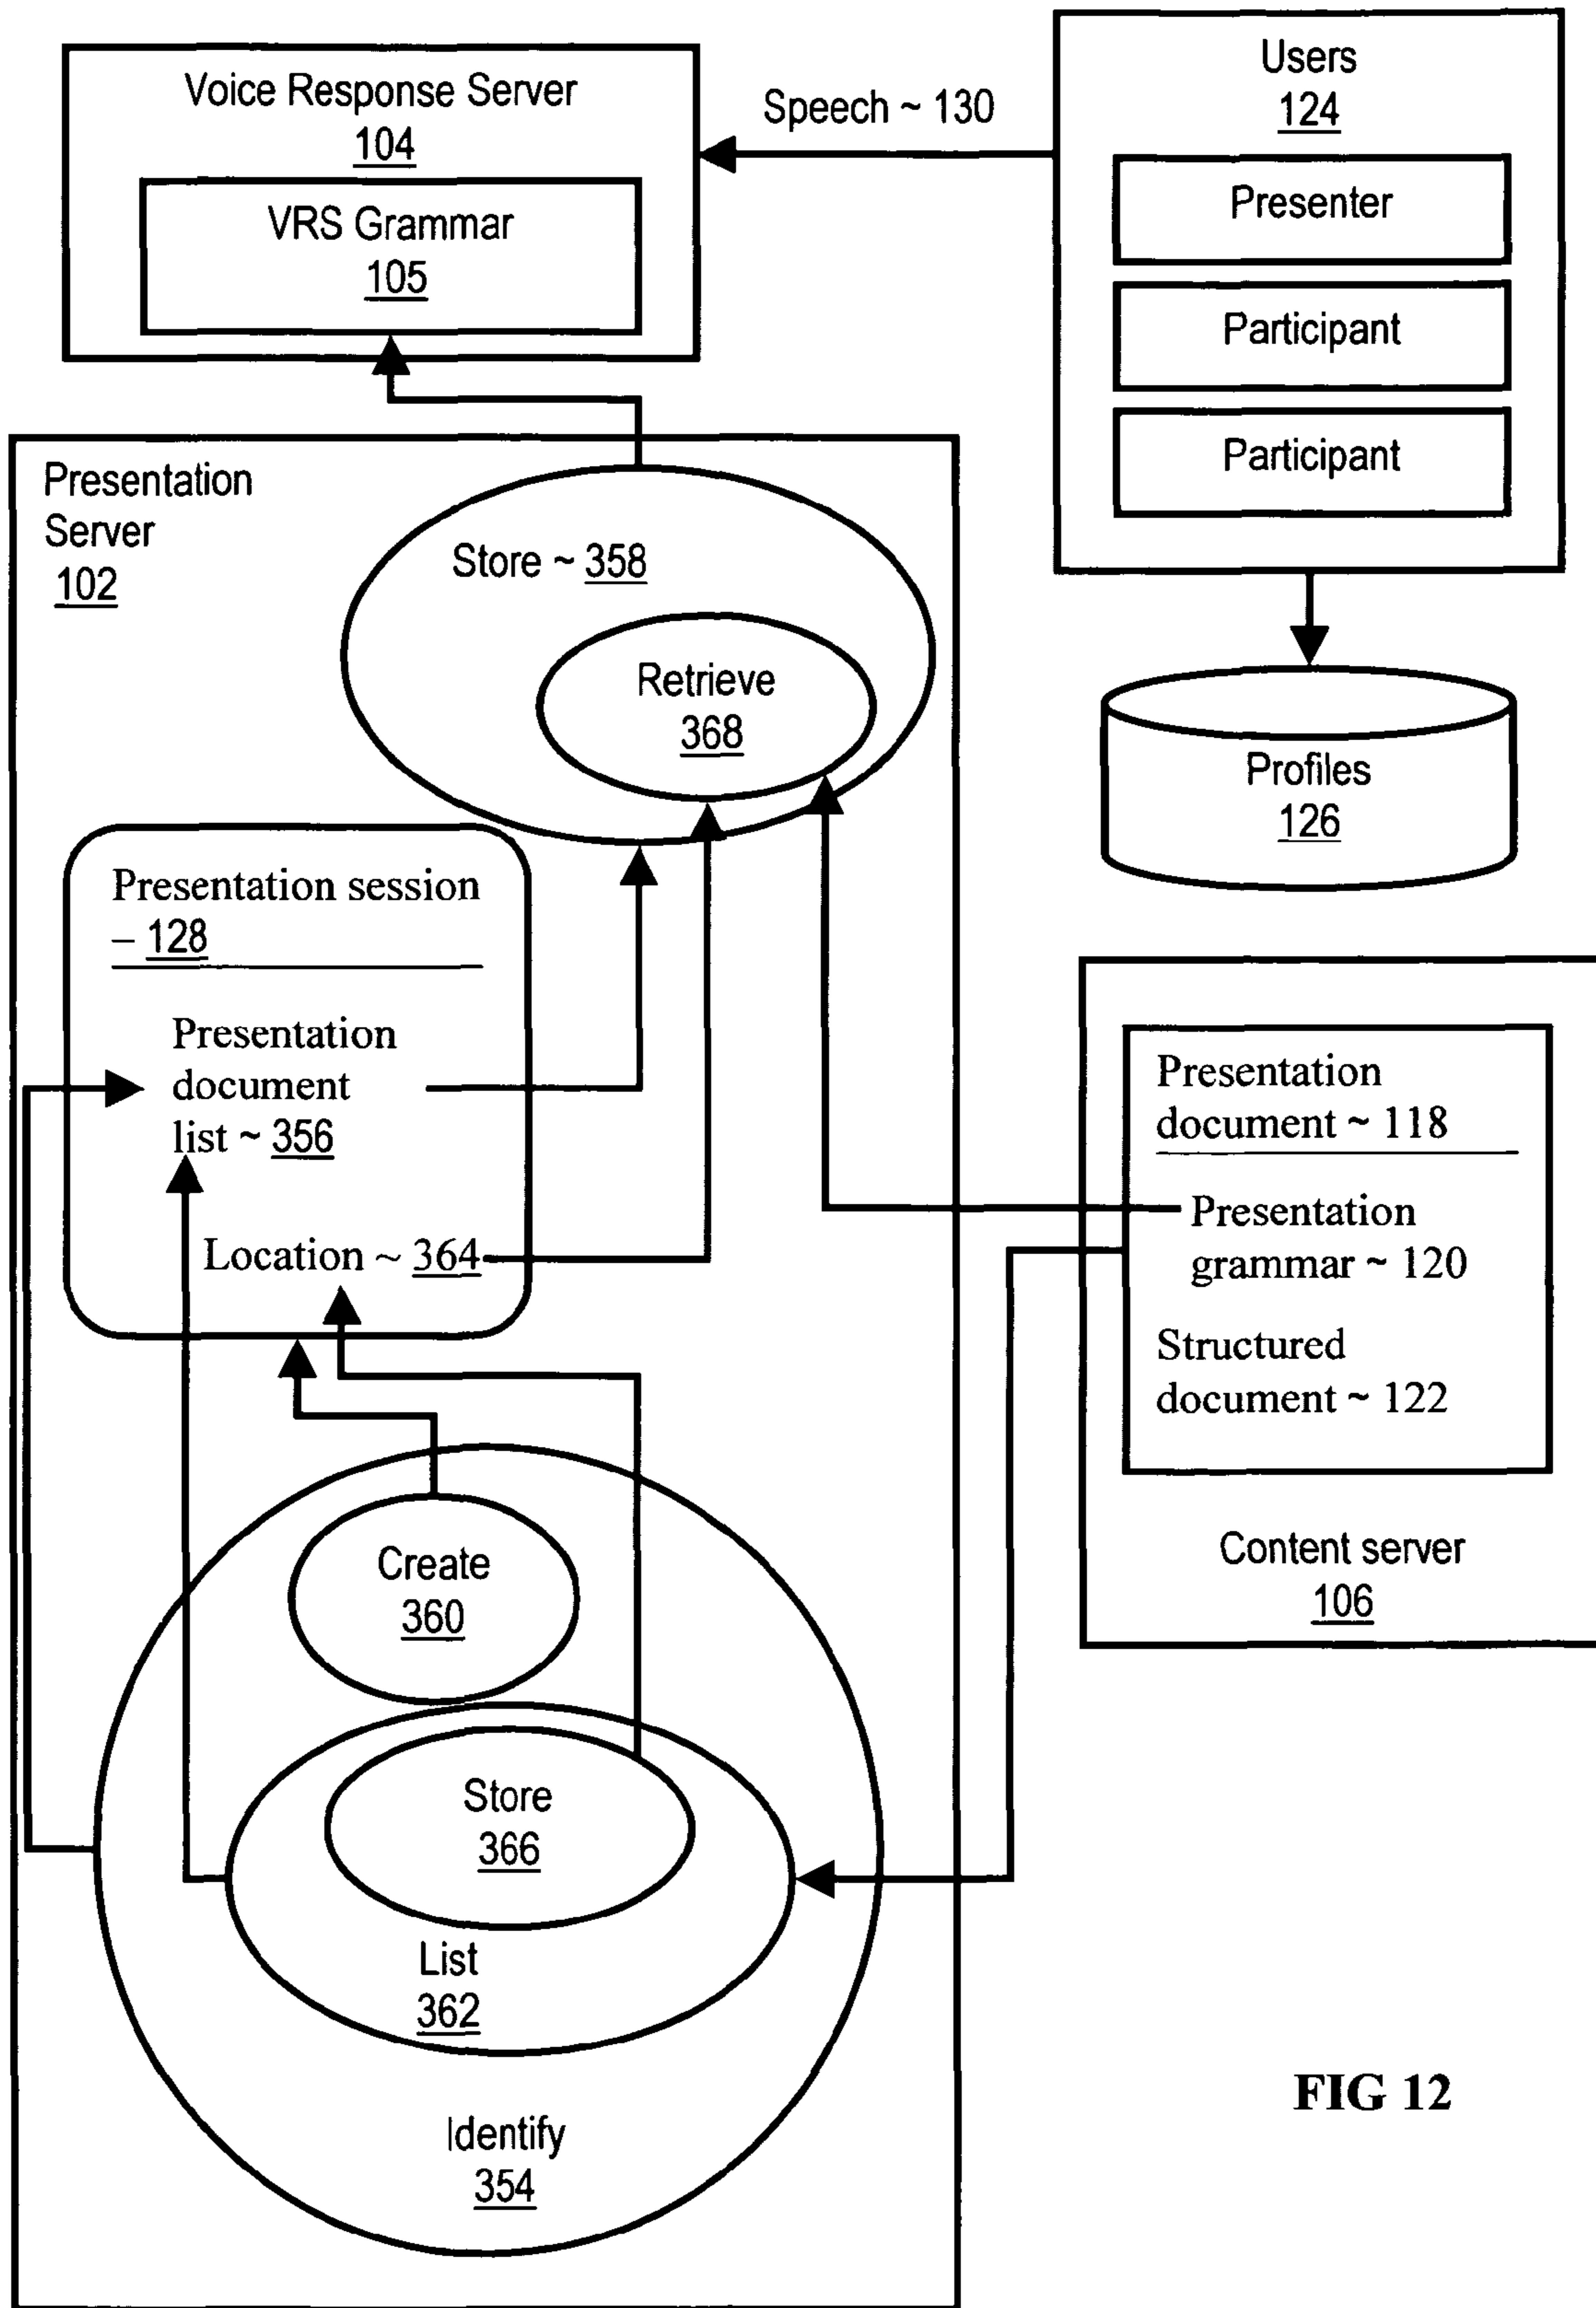 Voice Response Server
104
VRS Grammar
105
Speech ~ 130
Users
124
Presenter
Participant
Participant
Profiles
126
Presentation
Server
102
Store ~ 358
Retrieve
368
Presentation session
– 128
Presentation
document
list ~ 356
Location ~ 364
Presentation
document ~ 118
Presentation
grammar ~ 120
Structured
document ~ 122
Content server
106
Create
360
Store
366
List
362
Identify
354
FIG 12